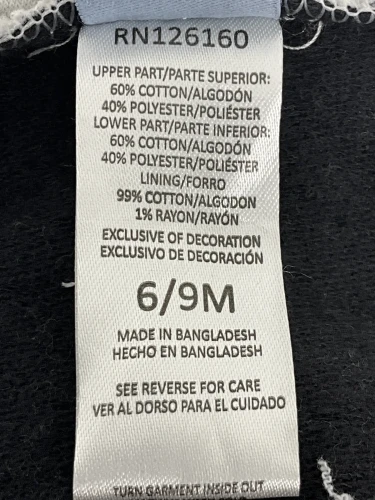 RN126160
UPPER PART/PARTE SUPERIOR:
60% COTTON/ALGODÓN
40% POLYESTER/POLIÉSTER
LOWER PART/PARTE INFERIOR:
60% COTTON/ALGODÓN
40% POLYESTER/POLIÉSTER
LINING/FORRO
99% COTTON/ALGODON
1% RAYON/RAYÓN
EXCLUSIVE OF DECORATION
EXCLUSIVO DE DECORACIÓN
6/9M
MADE IN BANGLADESH
HECHO EN BANGLADESH
SEE REVERSE FOR CARE
VER AL DORSO PARA EL CUIDADO
TURN GARMENT INSIDE OUT